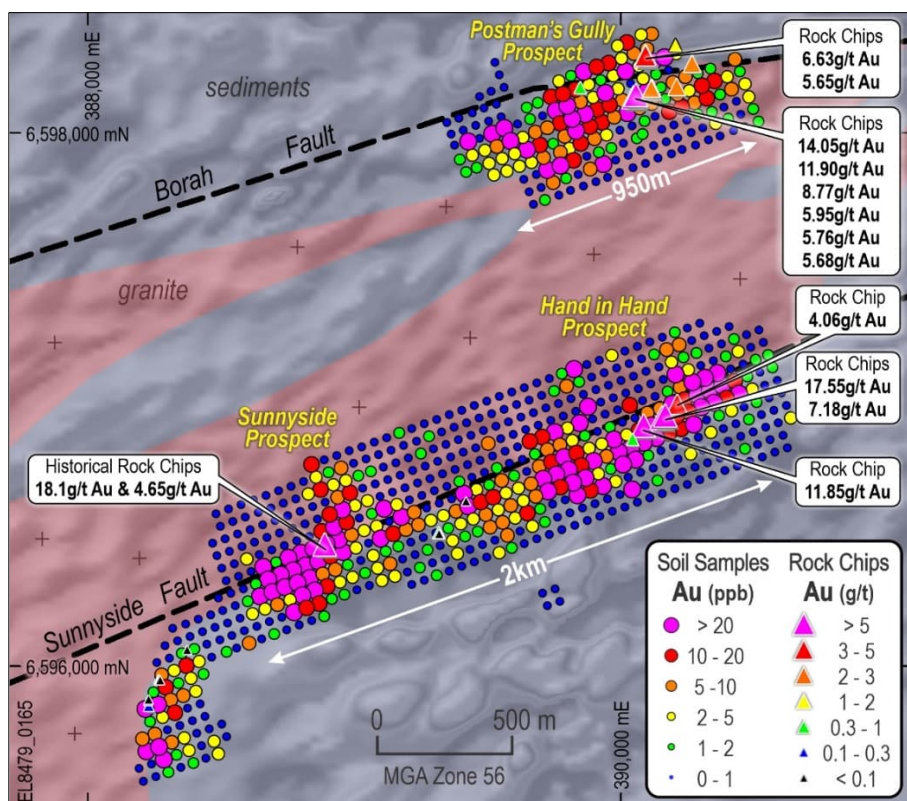 388,000 mE
Postman's Gully
Prospect
390,000 mE
Rock Chips
6.63g/t Au
5.65g/t Au
sediments
6,598,000 mN
Borah Fault
Rock Chips
14.05g/t Au
11.90g/t Au
8.77g/t Au
5.95g/t Au
5.76g/t Au
5.68g/t Au
950m
granite
Hand in Hand
Prospect
Rock Chip
4.06g/t Au
Rock Chips
17.55g/t Au
7.18g/t Au
Sunnyside
Prospect
Historical Rock Chips
18.1g/t Au & 4.65g/t Au
Rock Chip
11.85g/t Au
2km
Sunnyside Fault
6,596,000 mN
EL8479_0165
0 500 m
MGA Zone 56
390,000 mE
Soil Samples Rock Chips
Au (ppb) Au (g/t)
> 20 > 5
10 - 20 3 - 5
5 -10 2 - 3
2 - 5 1 - 2
1 - 2 0.3 - 1
0 - 1 0.1 - 0.3
< 0.1